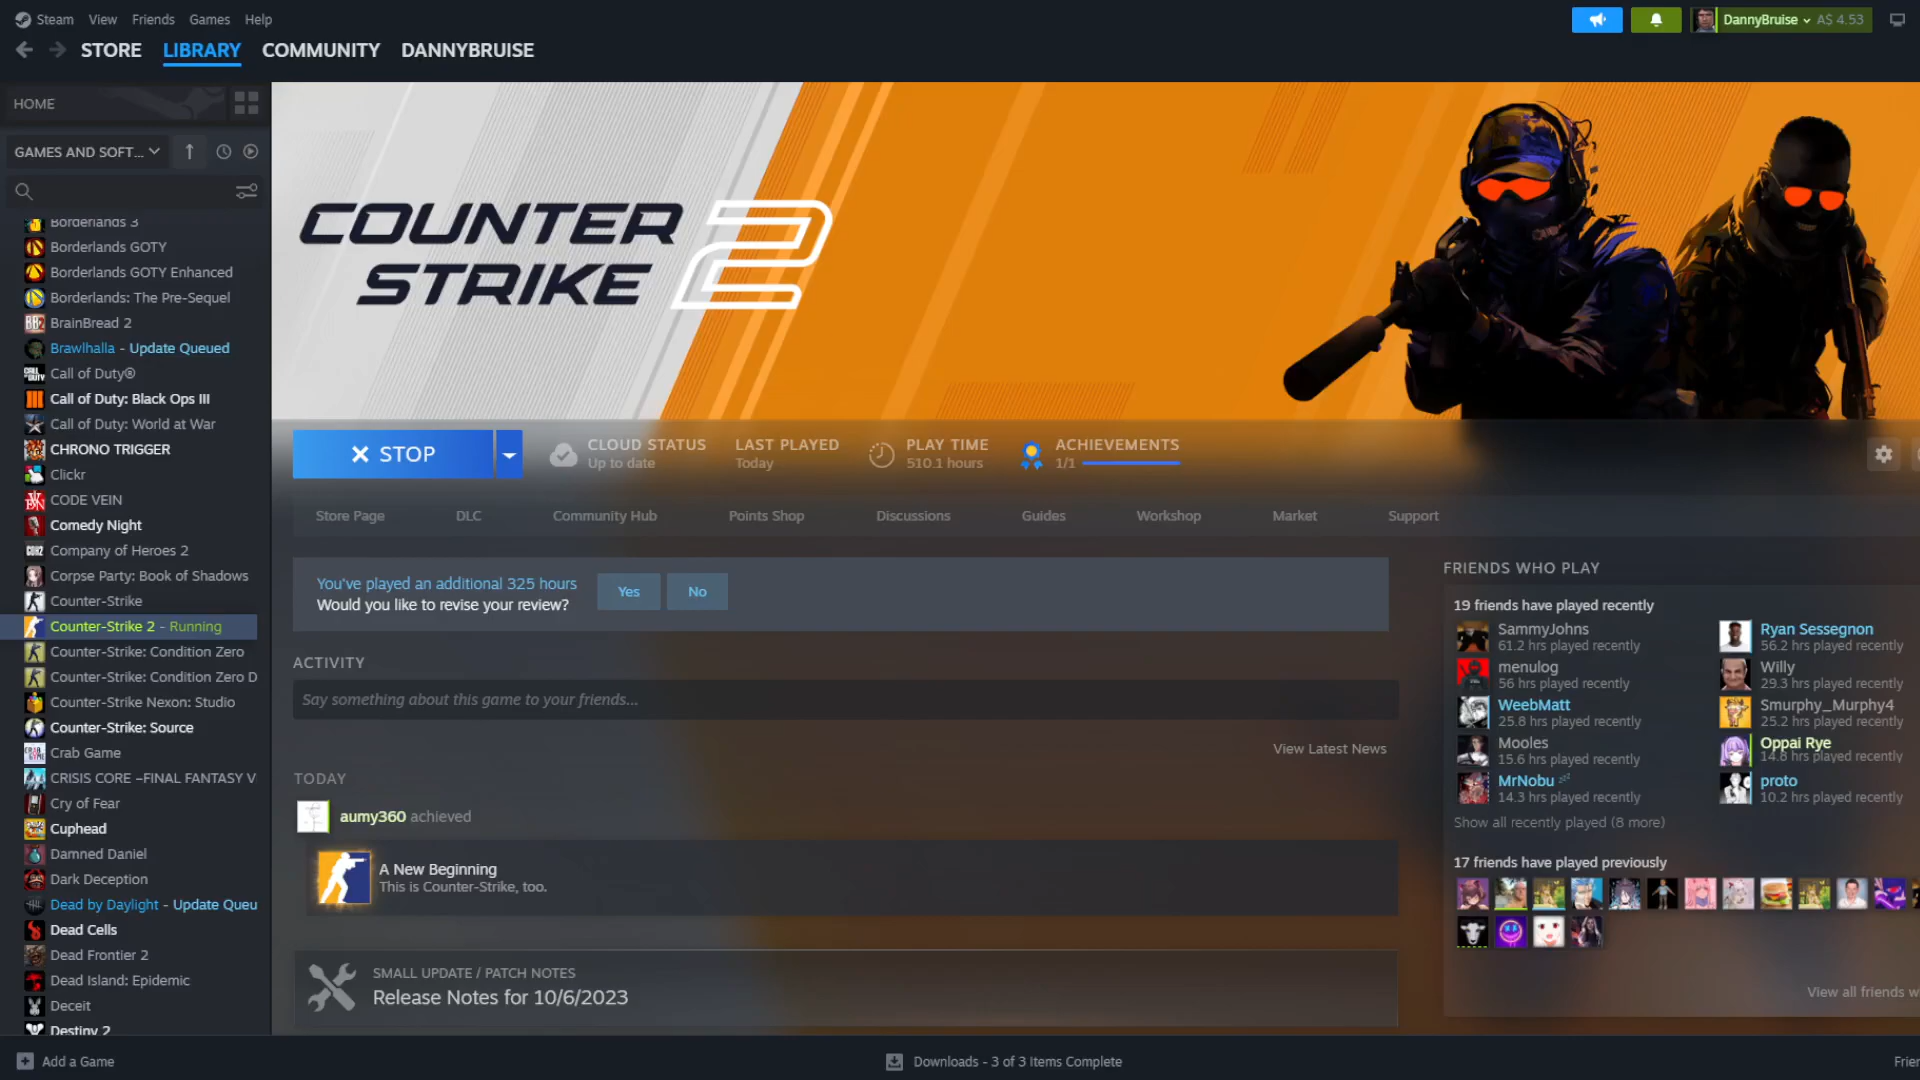 Steam View Friends Games Help
DannyBruise A$ 4.53
STORE LIBRARY COMMUNITY DANNYBRUISE
HOME
GAMES AND SOFT...
Borderlands 3
Borderlands GOTY
Borderlands GOTY Enhanced
Borderlands: The Pre-Sequel
BrainBread 2
Brawlhalla - Update Queued
Call of Duty®
Call of Duty: Black Ops III
Call of Duty: World at War
CHRONO TRIGGER
Clickr
CODE VEIN
Comedy Night
Company of Heroes 2
Corpse Party: Book of Shadows
Counter-Strike
Counter-Strike 2 - Running
Counter-Strike: Condition Zero
Counter-Strike: Condition Zero D
Counter-Strike Nexon: Studio
Counter-Strike: Source
Crab Game
CRISIS CORE –FINAL FANTASY V
Cry of Fear
Cuphead
Damned Daniel
Dark Deception
Dead by Daylight - Update Queu
Dead Cells
Dead Frontier 2
Dead Island: Epidemic
Deceit
Destiny 2
Add a Game
COUNTER
STRIKE 2
STOP
CLOUD STATUS
Up to date
LAST PLAYED
Today
PLAY TIME
510.1 hours
ACHIEVEMENTS
1/1
Store Page DLC Community Hub Points Shop Discussions Guides Workshop Market Support
You've played an additional 325 hours
Would you like to revise your review?
Yes No
ACTIVITY
Say something about this game to your friends...
View Latest News
TODAY
aumy360 achieved
A New Beginning
This is Counter-Strike, too.
SMALL UPDATE / PATCH NOTES
Release Notes for 10/6/2023
FRIENDS WHO PLAY
19 friends have played recently
SammyJohns
61.2 hrs played recently
Ryan Sessegnon
56.2 hrs played recently
menulog
56 hrs played recently
Willy
29.3 hrs played recently
WeebMatt
25.8 hrs played recently
Smurphy_Murphy4
25.2 hrs played recently
Mooles
15.6 hrs played recently
Oppai Rye
14.8 hrs played recently
MrNobu zzz
14.3 hrs played recently
proto
10.2 hrs played recently
Show all recently played (8 more)
17 friends have played previously
View all friends w
Downloads - 3 of 3 Items Complete
Frien